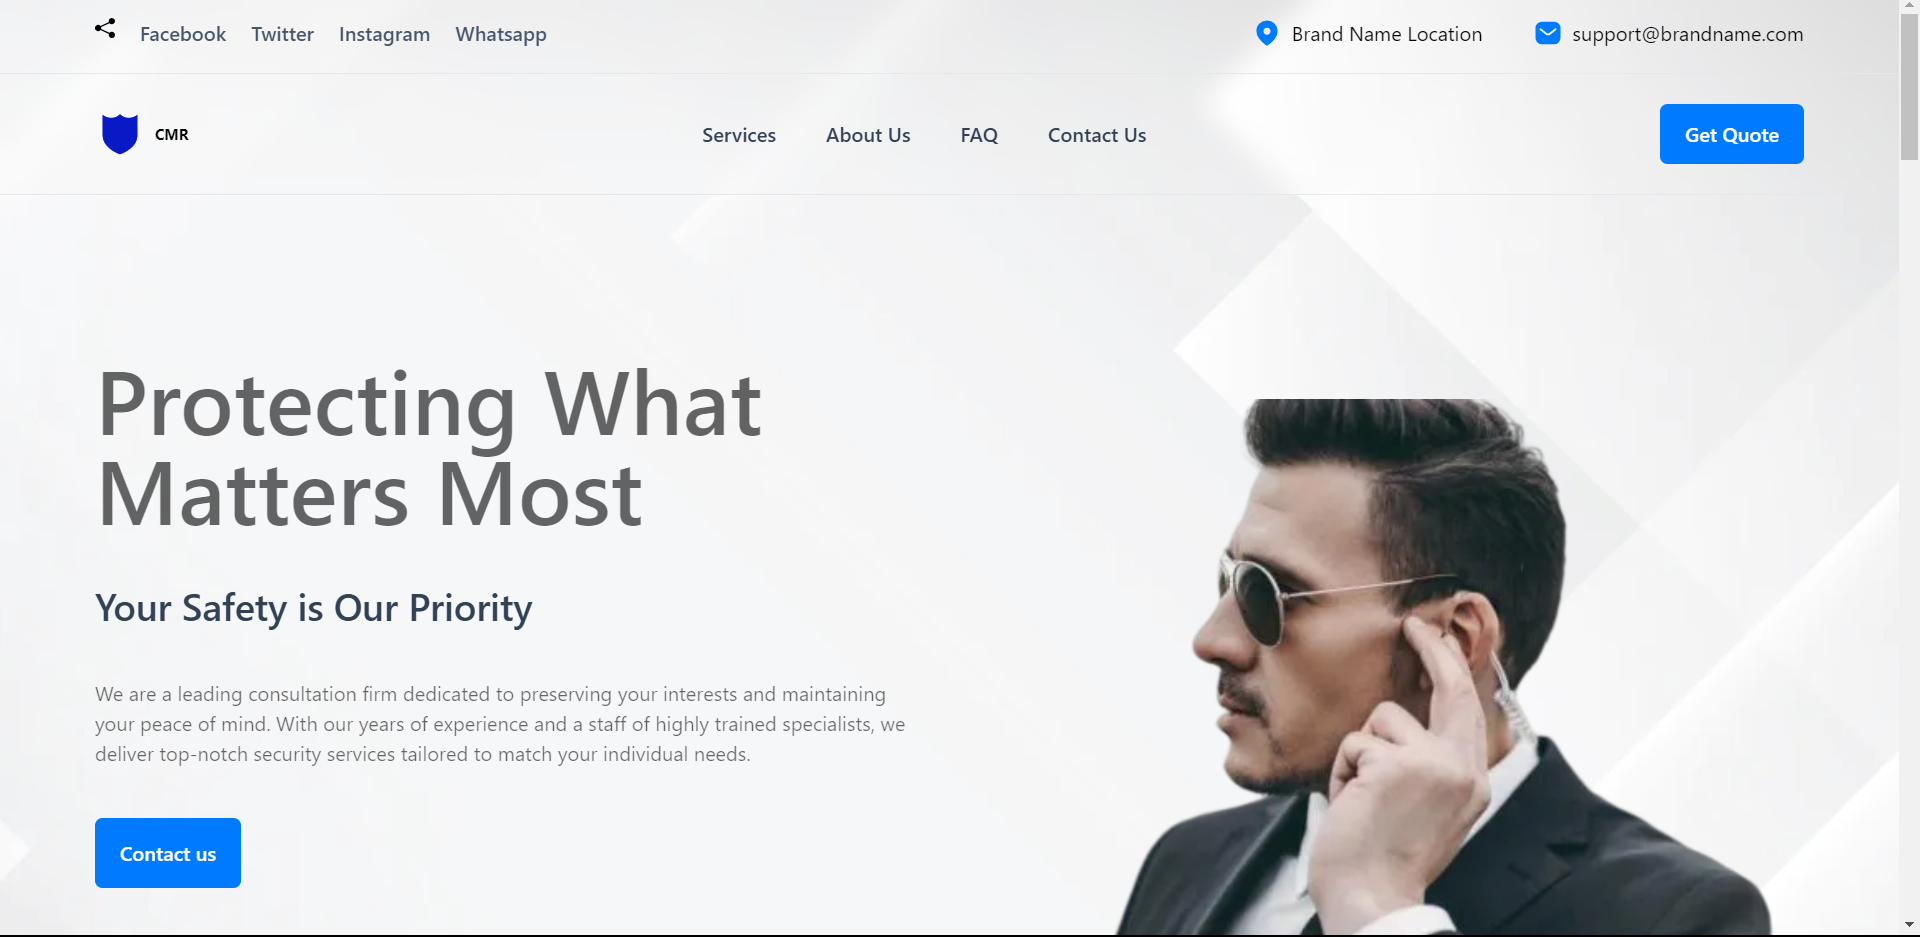 Facebook Twitter Instagram Whatsapp Brand Name Location support@brandname.com
CMR Services About Us FAQ Contact Us Get Quote
Protecting What
Matters Most
Your Safety is Our Priority
We are a leading consultation firm dedicated to preserving your interests and maintaining
your peace of mind. With our years of experience and a staff of highly trained specialists, we
deliver top-notch security services tailored to match your individual needs.
Contact us